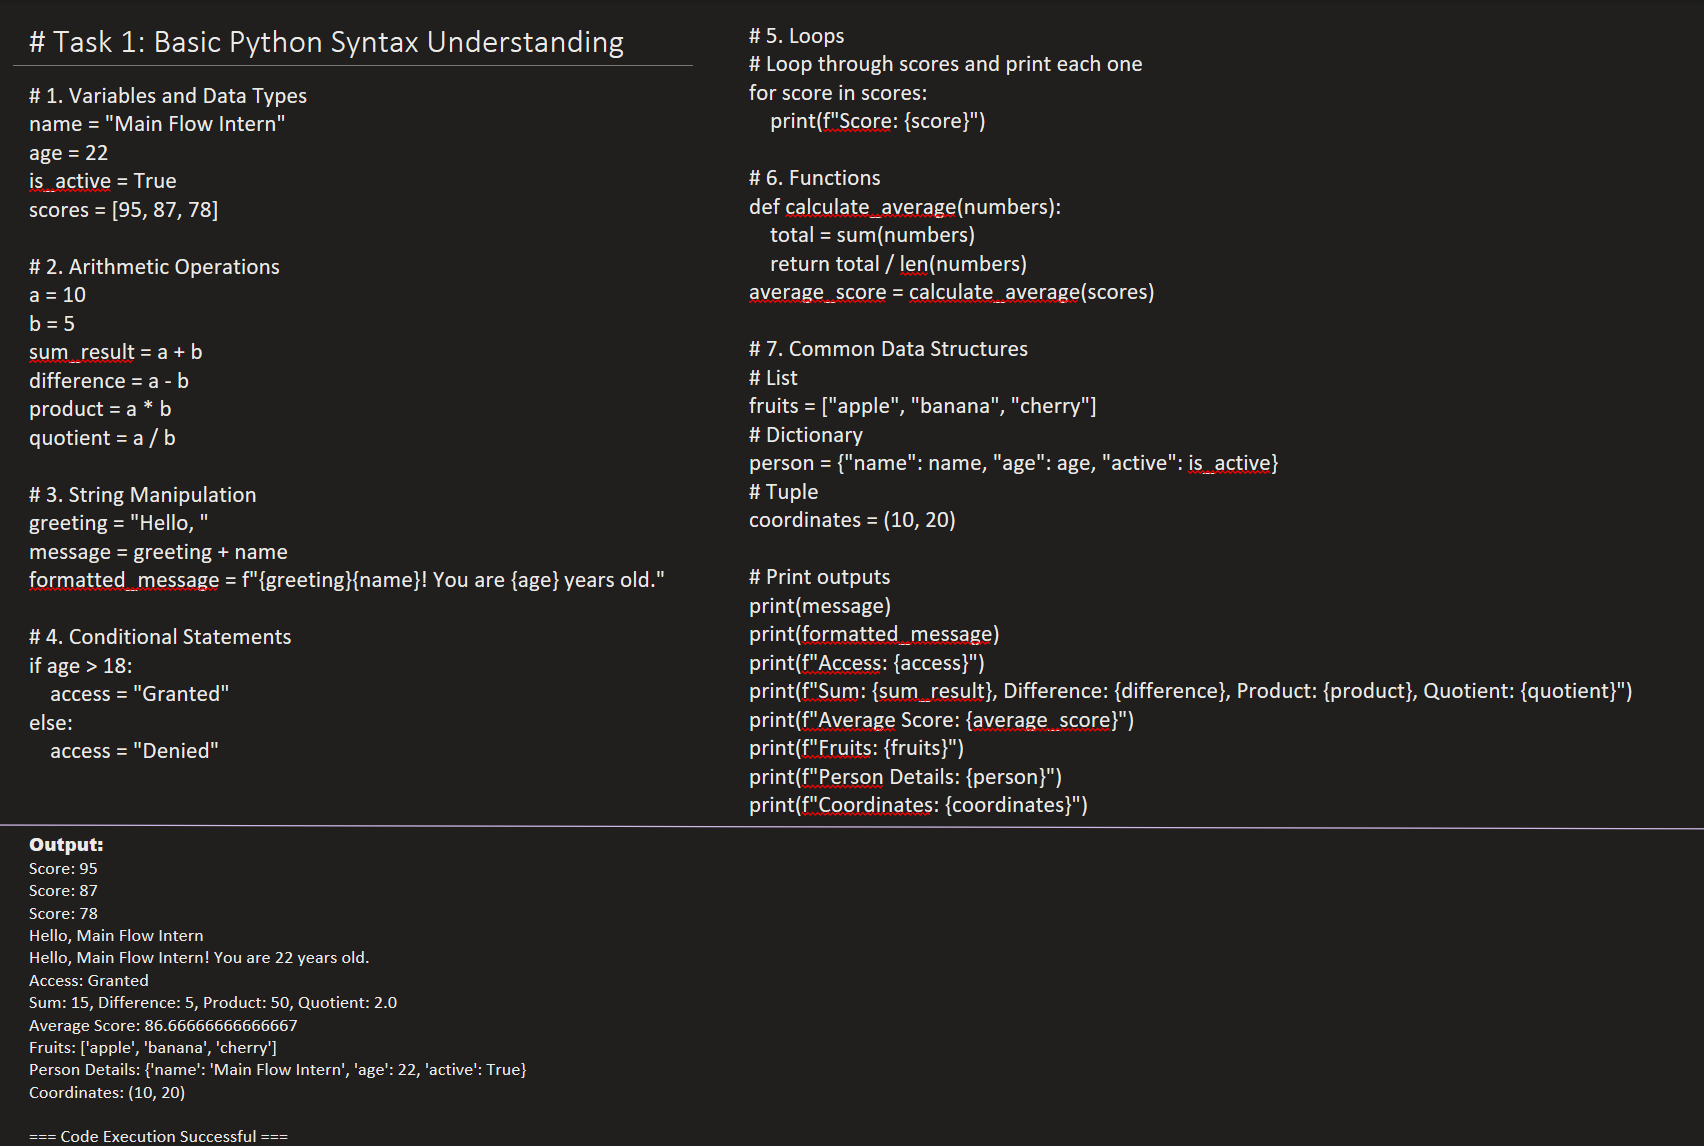 # Task 1: Basic Python Syntax Understanding
# 1. Variables and Data Types
name = "Main Flow Intern"
age = 22
is_active = True
scores = [95, 87, 78]

# 2. Arithmetic Operations
a = 10
b = 5
sum_result = a + b
difference = a - b
product = a * b
quotient = a / b

# 3. String Manipulation
greeting = "Hello, "
message = greeting + name
formatted_message = f"{greeting}{name}! You are {age} years old."

# 4. Conditional Statements
if age > 18:
    access = "Granted"
else:
    access = "Denied"

# 5. Loops
# Loop through scores and print each one
for score in scores:
    print(f"Score: {score}")

# 6. Functions
def calculate_average(numbers):
    total = sum(numbers)
    return total / len(numbers)
average_score = calculate_average(scores)

# 7. Common Data Structures
# List
fruits = ["apple", "banana", "cherry"]
# Dictionary
person = {"name": name, "age": age, "active": is_active}
# Tuple
coordinates = (10, 20)

# Print outputs
print(message)
print(formatted_message)
print(f"Access: {access}")
print(f"Sum: {sum_result}, Difference: {difference}, Product: {product}, Quotient: {quotient}")
print(f"Average Score: {average_score}")
print(f"Fruits: {fruits}")
print(f"Person Details: {person}")
print(f"Coordinates: {coordinates}")

Output:
Score: 95
Score: 87
Score: 78
Hello, Main Flow Intern
Hello, Main Flow Intern! You are 22 years old.
Access: Granted
Sum: 15, Difference: 5, Product: 50, Quotient: 2.0
Average Score: 86.66666666666667
Fruits: ['apple', 'banana', 'cherry']
Person Details: {'name': 'Main Flow Intern', 'age': 22, 'active': True}
Coordinates: (10, 20)

=== Code Execution Successful ===